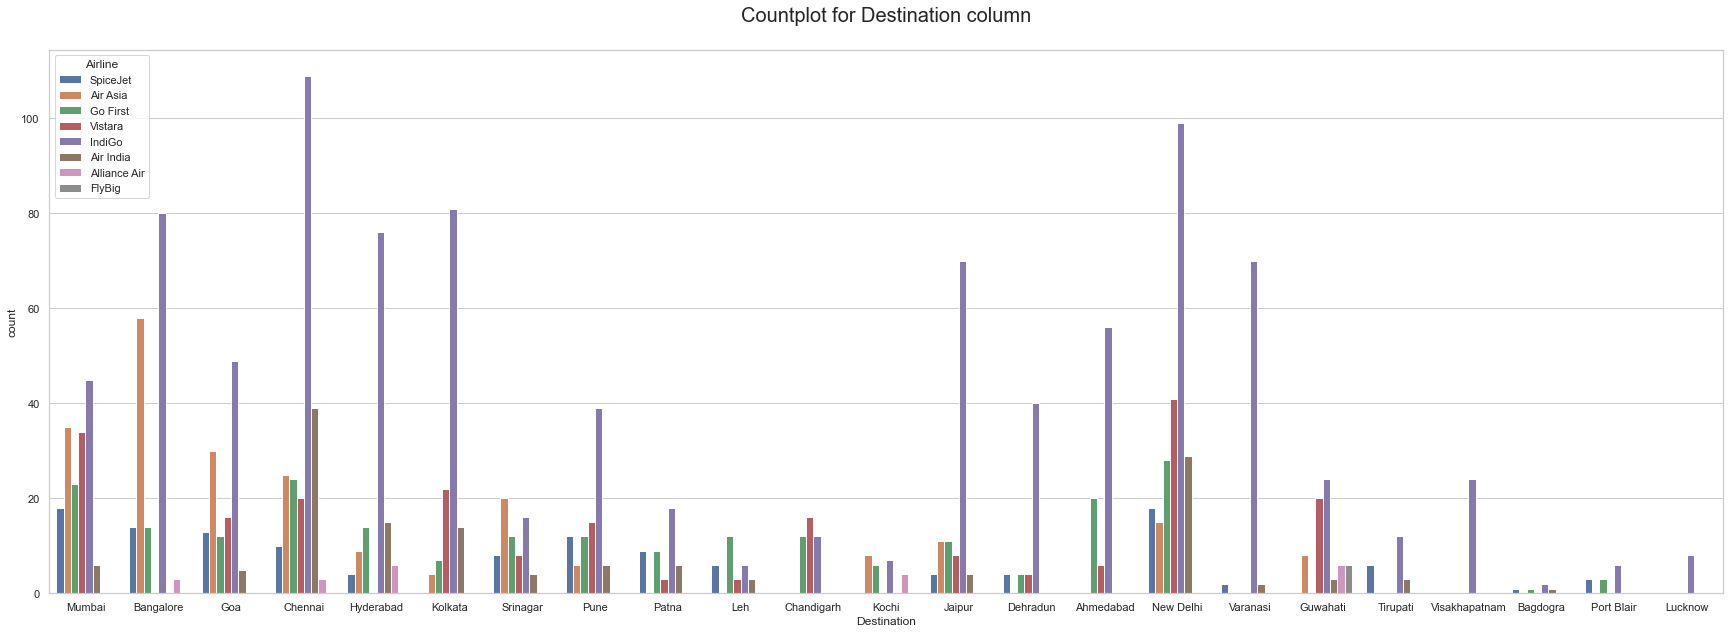 Countplot for Destination column
Airline
SpiceJet
Air Asia
Go First
Vistara
IndiGo
Air India
Alliance Air
FlyBig
count
100
80
60
40
20
0
Mumbai Bangalore Goa Chennai Hyderabad Kolkata Srinagar Pune Patna Leh Chandigarh Kochi Jaipur Dehradun Ahmedabad New Delhi Varanasi Guwahati Tirupati Visakhapatnam Bagdogra Port Blair Lucknow
Destination